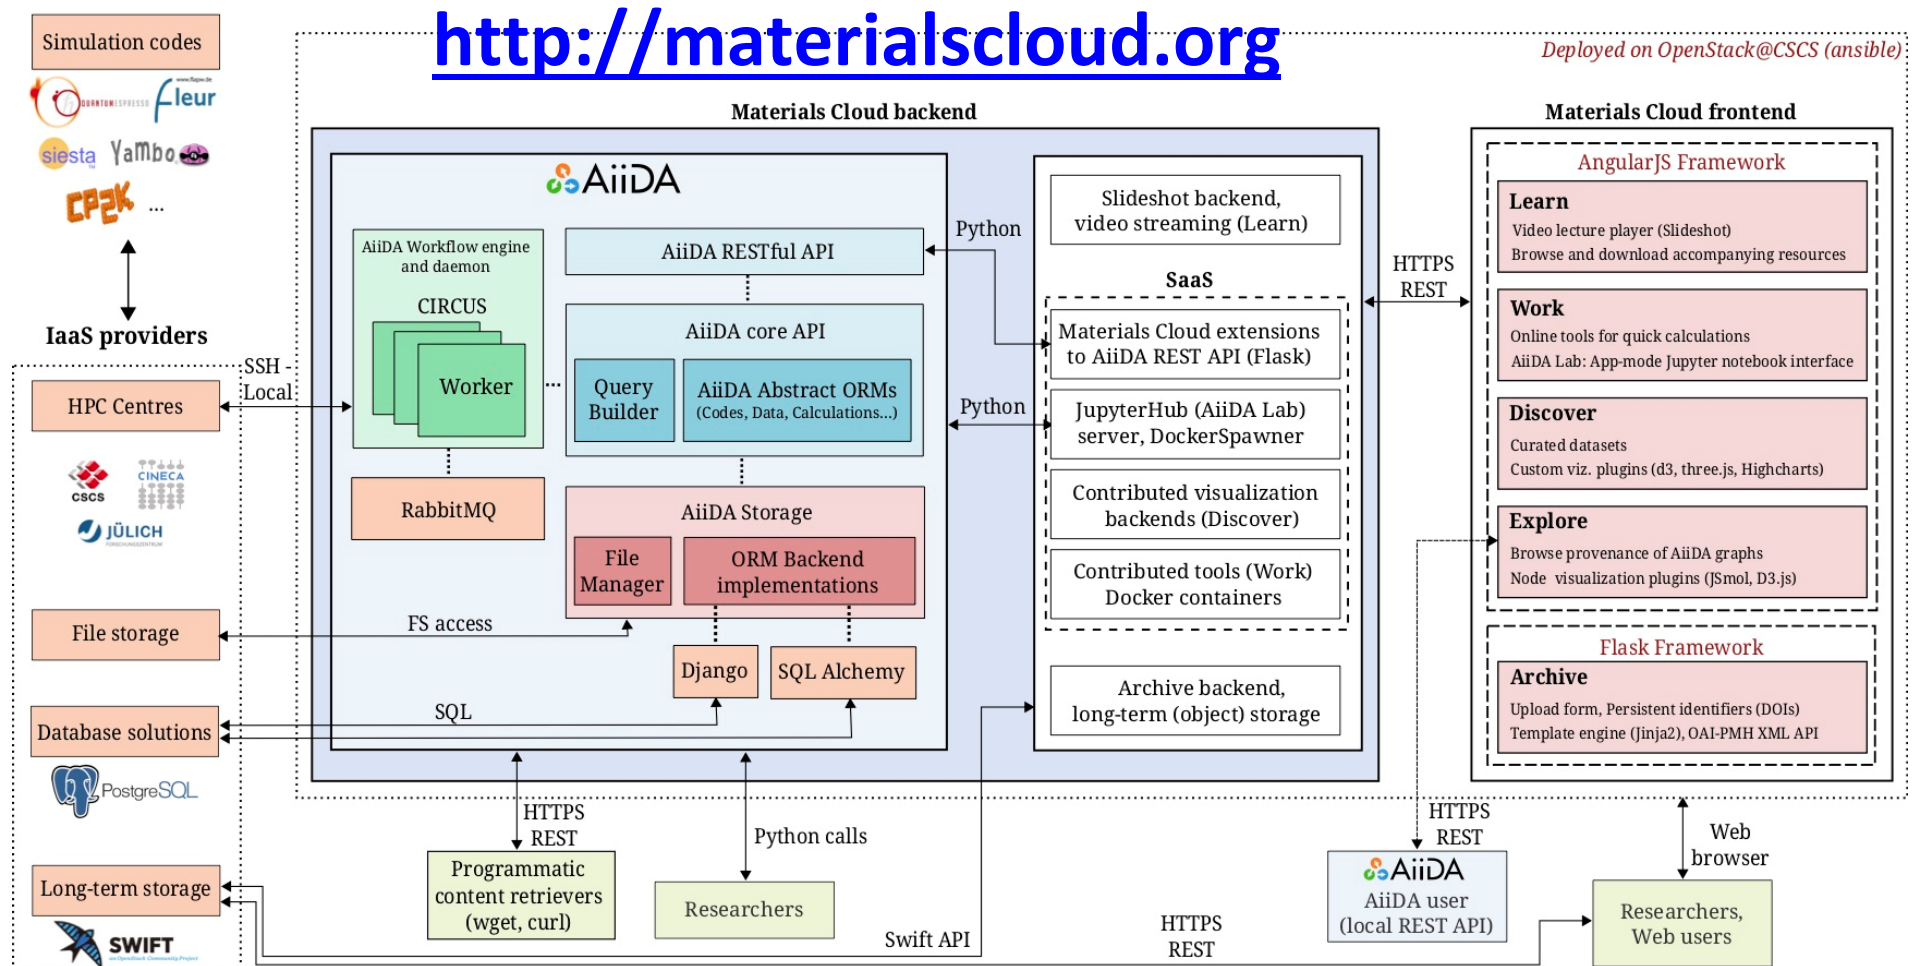 http://materialscloud.org
Deployed on OpenStack@CSCS (ansible)
Simulation codes
QUANTUMESPRESSO
www.flapw.de
fleur
siesta
Yambo
CP2K
...
IaaS providers
HPC Centres
CSCS
CINECA
JÜLICH
FORSCHUNGSZENTRUM
File storage
Database solutions
PostgreSQL
Long-term storage
SWIFT
an OpenStack Community Project
SSH -
Local
FS access
SQL
Materials Cloud backend
AiiDA
AiiDA Workflow engine
and daemon
CIRCUS
Worker
RabbitMQ
AiiDA RESTful API
AiiDA core API
Query
Builder
AiiDA Abstract ORMs
(Codes, Data, Calculations...)
AiiDA Storage
File
Manager
ORM Backend
implementations
Django
SQL Alchemy
Python
Python
Slideshot backend,
video streaming (Learn)
SaaS
Materials Cloud extensions
to AiiDA REST API (Flask)
JupyterHub (AiiDA Lab)
server, DockerSpawner
Contributed visualization
backends (Discover)
Contributed tools (Work)
Docker containers
Archive backend,
long-term (object) storage
HTTPS
REST
Materials Cloud frontend
AngularJS Framework
Learn
Video lecture player (Slideshot)
Browse and download accompanying resources
Work
Online tools for quick calculations
AiiDA Lab: App-mode Jupyter notebook interface
Discover
Curated datasets
Custom viz. plugins (d3, three.js, Highcharts)
Explore
Browse provenance of AiiDA graphs
Node visualization plugins (JSmol, D3.js)
Flask Framework
Archive
Upload form, Persistent identifiers (DOIs)
Template engine (Jinja2), OAI-PMH XML API
HTTPS
REST
Programmatic
content retrievers
(wget, curl)
Python calls
Researchers
Swift API
HTTPS
REST
HTTPS
REST
AiiDA
AiiDA user
(local REST API)
Web
browser
Researchers,
Web users